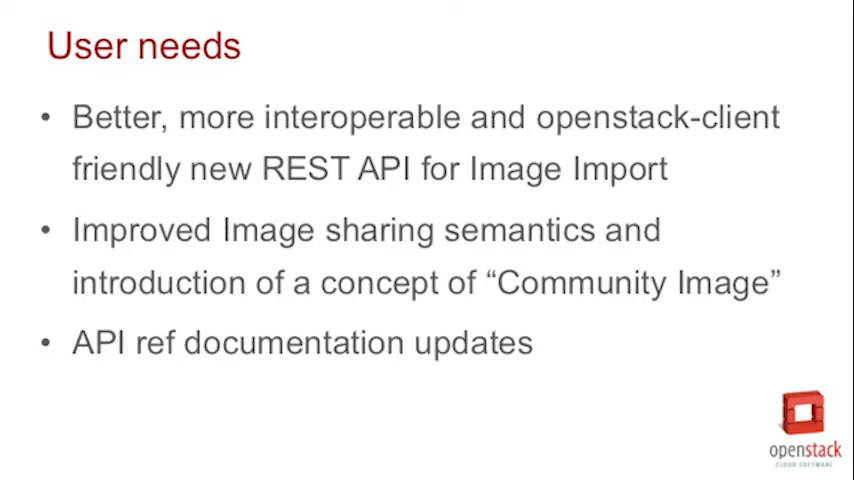 User needs
• Better, more interoperable and openstack-client
friendly new REST API for Image Import
• Improved Image sharing semantics and
introduction of a concept of “Community Image”
• API ref documentation updates
openstack
CLOUD SOFTWARE